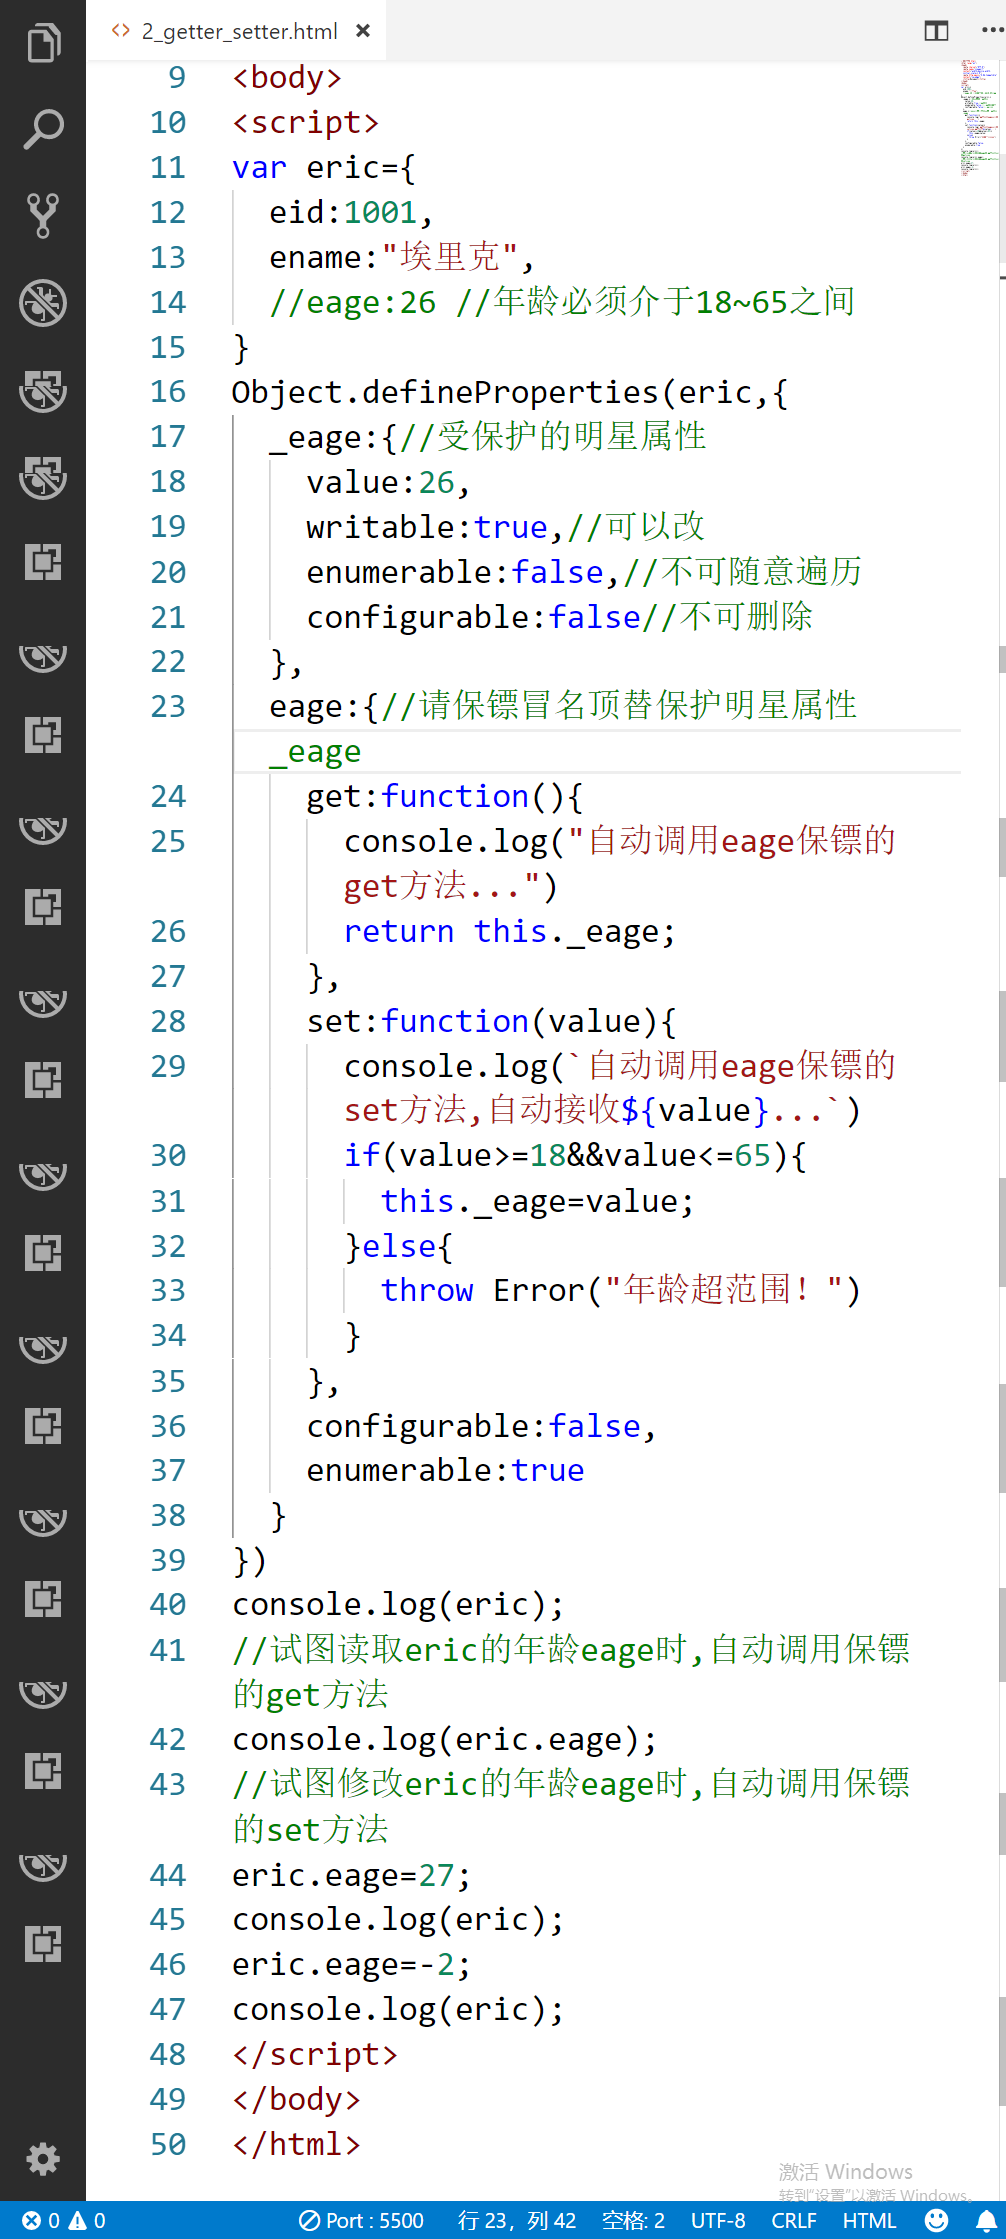 <> 2_getter_setter.html ×
9 <body>
10 <script>
11 var eric={
12 eid:1001,
13 ename:"埃里克",
14 //eage:26 //年龄必须介于18~65之间
15 }
16 Object.defineProperties(eric,{
17 _eage:{//受保护的明星属性
18 value:26,
19 writable:true,//可以改
20 enumerable:false,//不可随意遍历
21 configurable:false//不可删除
22 },
23 eage:{//请保镖冒名顶替保护明星属性
_eage
24 get:function(){
25 console.log("自动调用eage保镖的
get方法...")
26 return this._eage;
27 },
28 set:function(value){
29 console.log(`自动调用eage保镖的
set方法,自动接收${value}...`)
30 if(value>=18&&value<=65){
31 this._eage=value;
32 }else{
33 throw Error("年龄超范围！")
34 }
35 },
36 configurable:false,
37 enumerable:true
38 }
39 })
40 console.log(eric);
41 //试图读取eric的年龄eage时,自动调用保镖
的get方法
42 console.log(eric.eage);
43 //试图修改eric的年龄eage时,自动调用保镖
的set方法
44 eric.eage=27;
45 console.log(eric);
46 eric.eage=-2;
47 console.log(eric);
48 </script>
49 </body>
50 </html>
激活 Windows
转到“设置”以激活 Windows。
0 0 Port : 5500 行 23，列 42 空格: 2 UTF-8 CRLF HTML